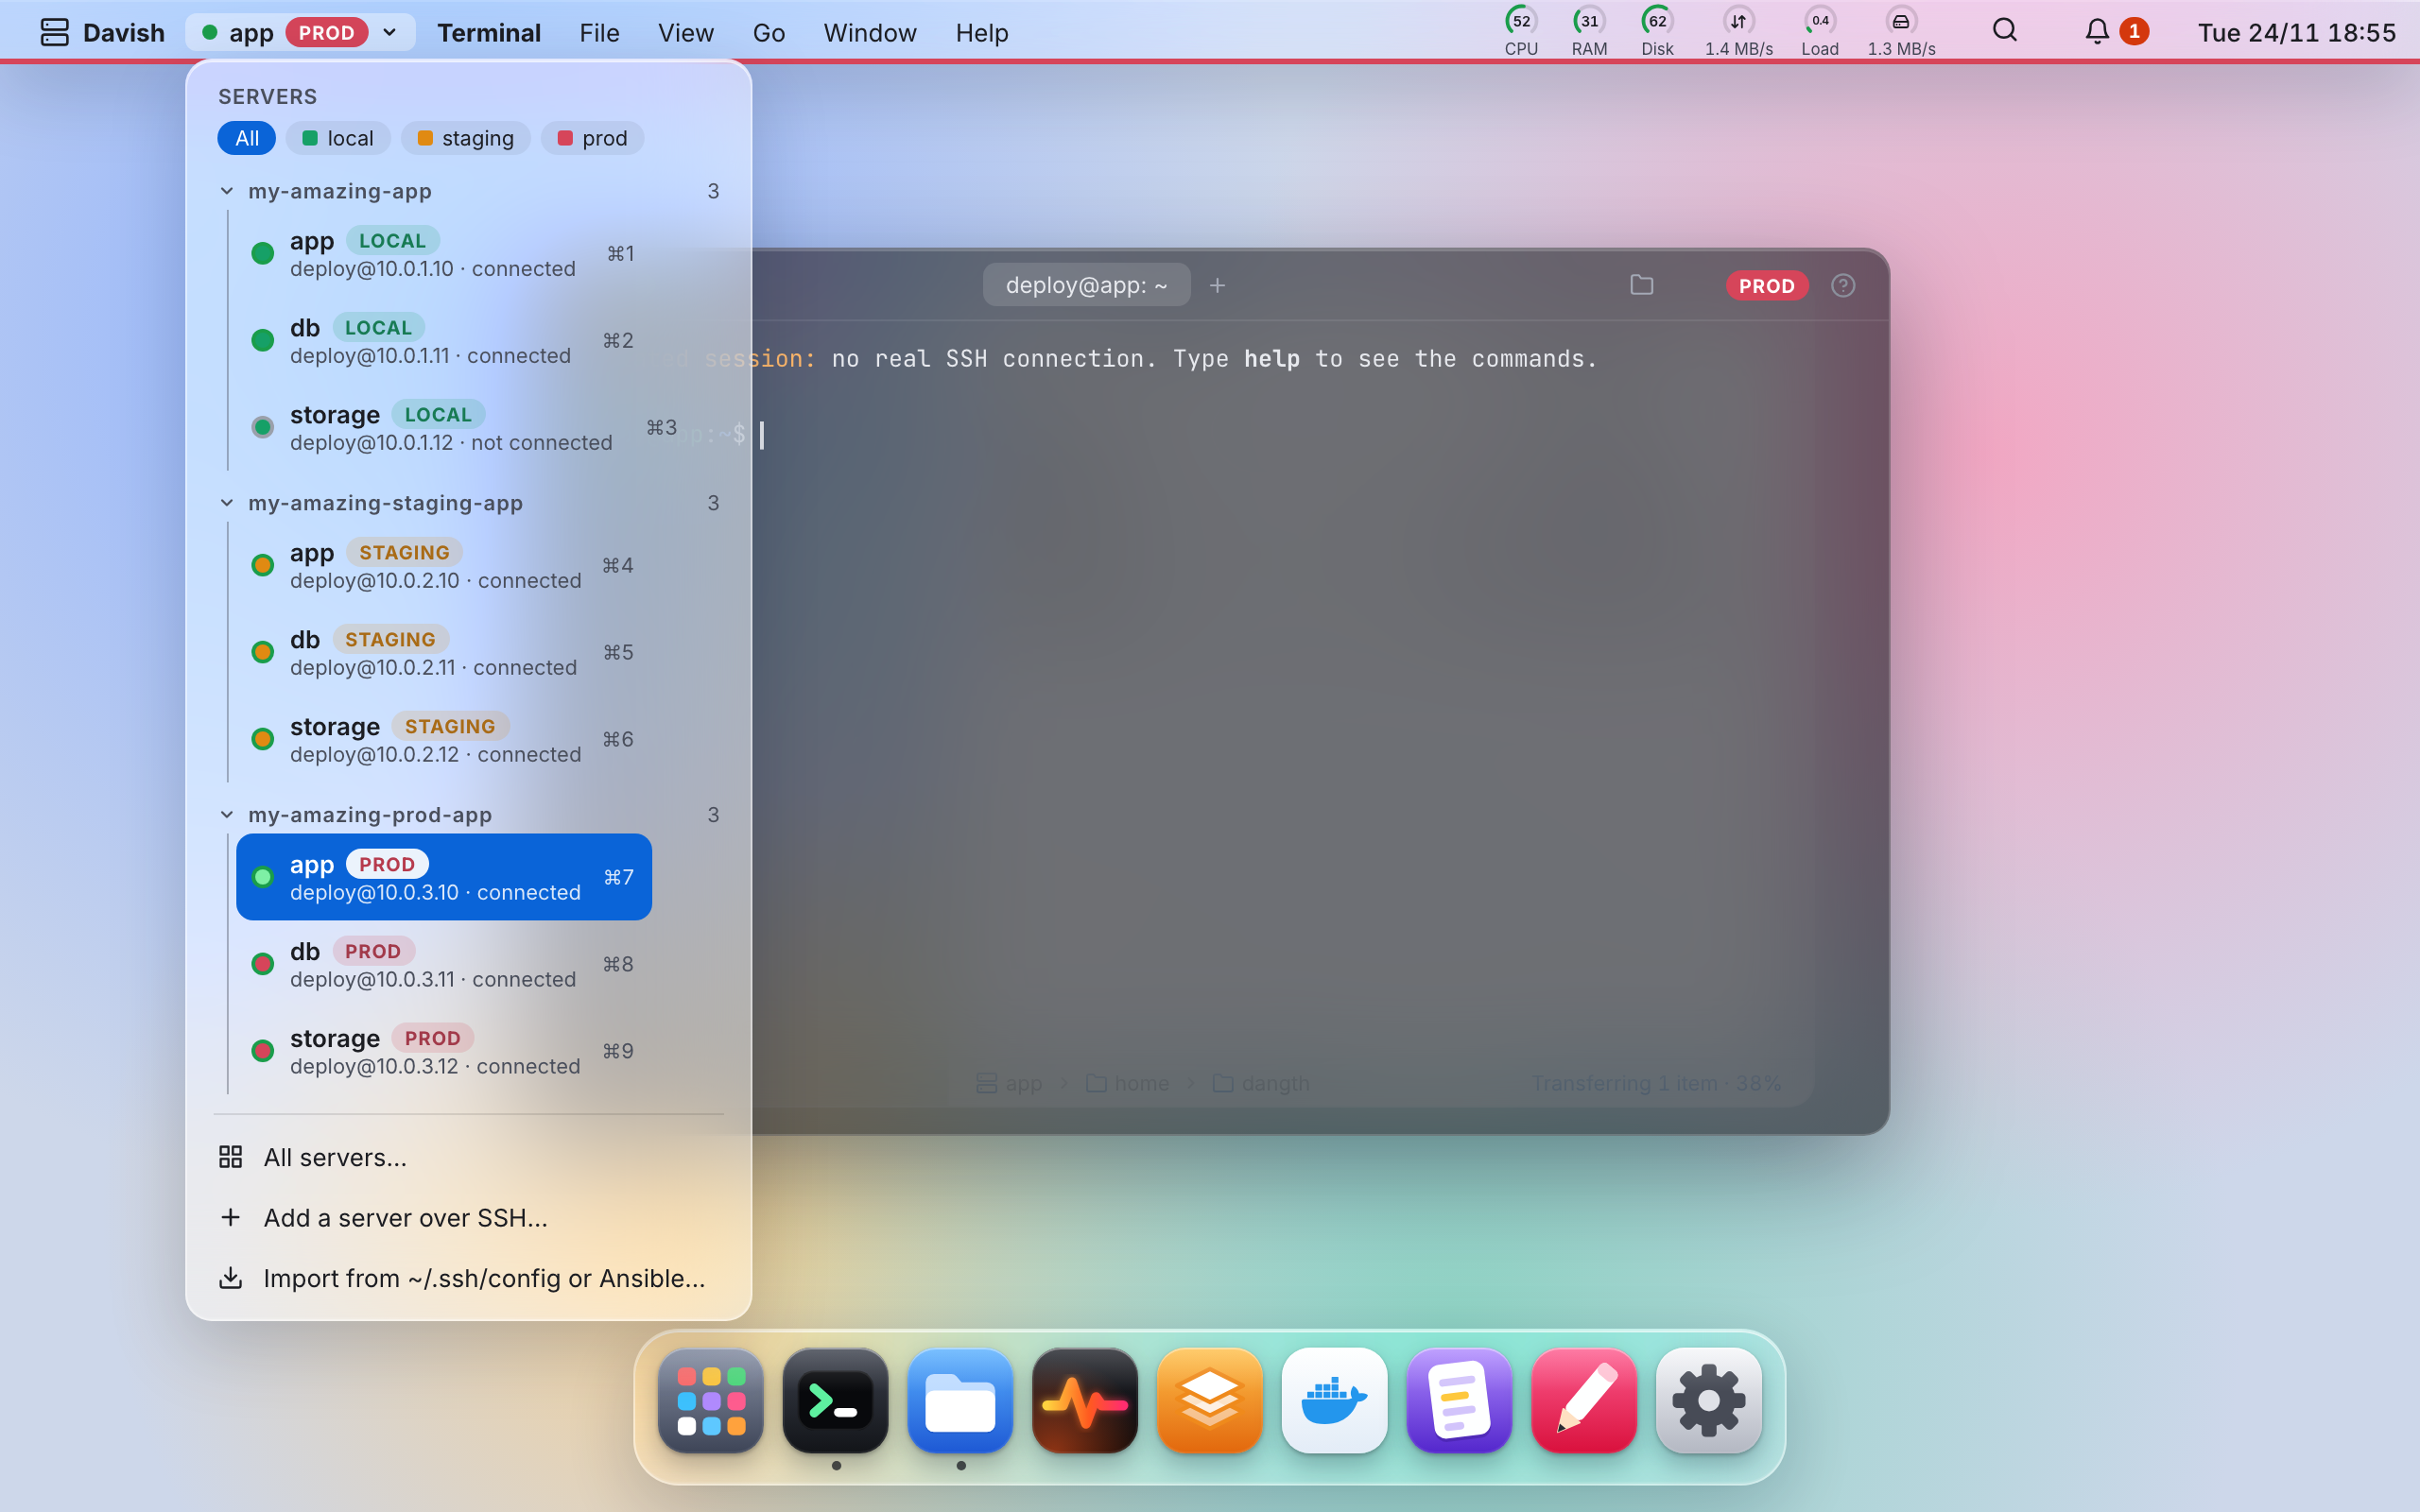 Davish app PROD Terminal File View Go Window Help 52 CPU 31 RAM 62 Disk 1.4 MB/s 0.4 Load 1.3 MB/s 1 Tue 24/11 18:55
SERVERS
All local staging prod
my-amazing-app 3
app LOCAL ⌘1
deploy@10.0.1.10 · connected
db LOCAL ⌘2
deploy@10.0.1.11 · connected
storage LOCAL ⌘3
deploy@10.0.1.12 · not connected
my-amazing-staging-app 3
app STAGING ⌘4
deploy@10.0.2.10 · connected
db STAGING ⌘5
deploy@10.0.2.11 · connected
storage STAGING ⌘6
deploy@10.0.2.12 · connected
my-amazing-prod-app 3
app PROD ⌘7
deploy@10.0.3.10 · connected
db PROD ⌘8
deploy@10.0.3.11 · connected
storage PROD ⌘9
deploy@10.0.3.12 · connected
All servers...
Add a server over SSH...
Import from ~/.ssh/config or Ansible...
deploy@app: ~ + PROD
session: no real SSH connection. Type help to see the commands.
:~$
app > home > dangth Transferring 1 item · 38%